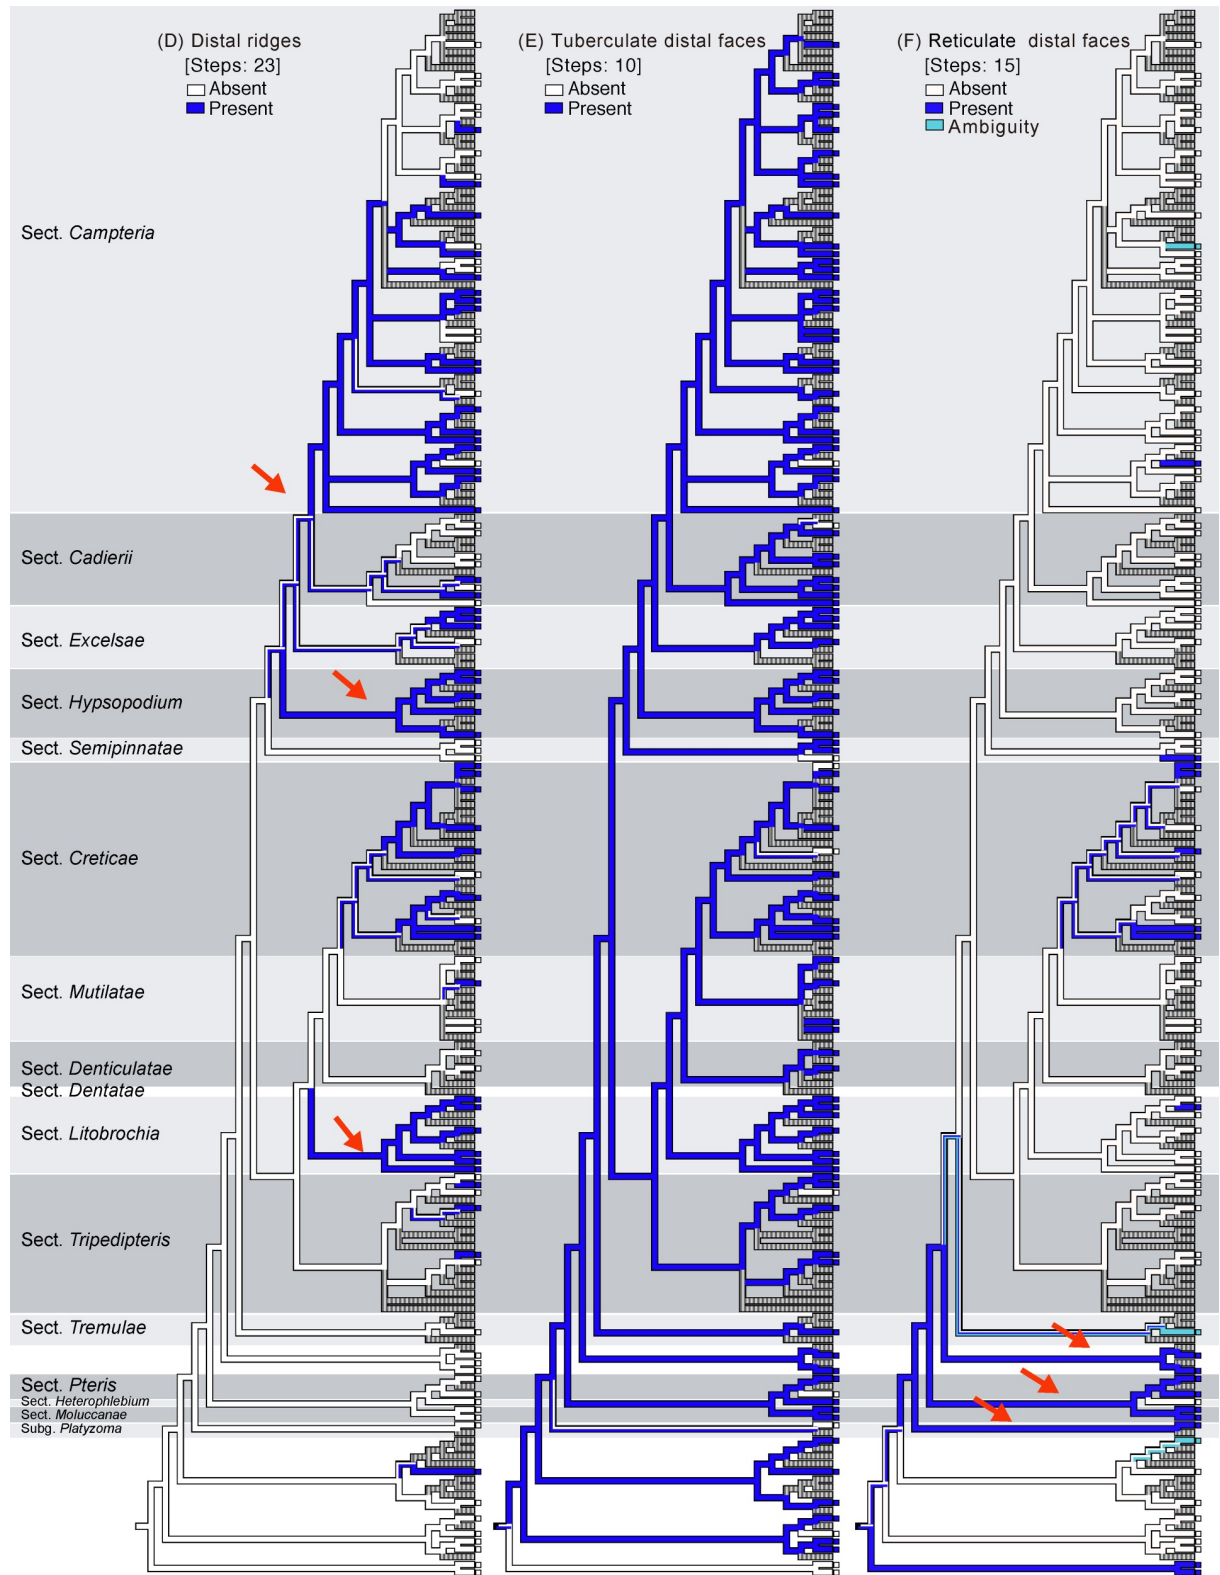 (D) Distal ridges
[Steps: 23]
Absent
Present
(E) Tuberculate distal faces
[Steps: 10]
Absent
Present
(F) Reticulate distal faces
[Steps: 15]
Absent
Present
Ambiguity
Sect. Campteria
Sect. Cadierii
Sect. Excelsae
Sect. Hypsopodium
Sect. Semipinnatae
Sect. Creticae
Sect. Mutilatae
Sect. Denticulatae
Sect. Dentatae
Sect. Litobrochia
Sect. Tripedipteris
Sect. Tremulae
Sect. Pteris
Sect. Heterophlebium
Sect. Moluccanae
Subg. Platyzoma